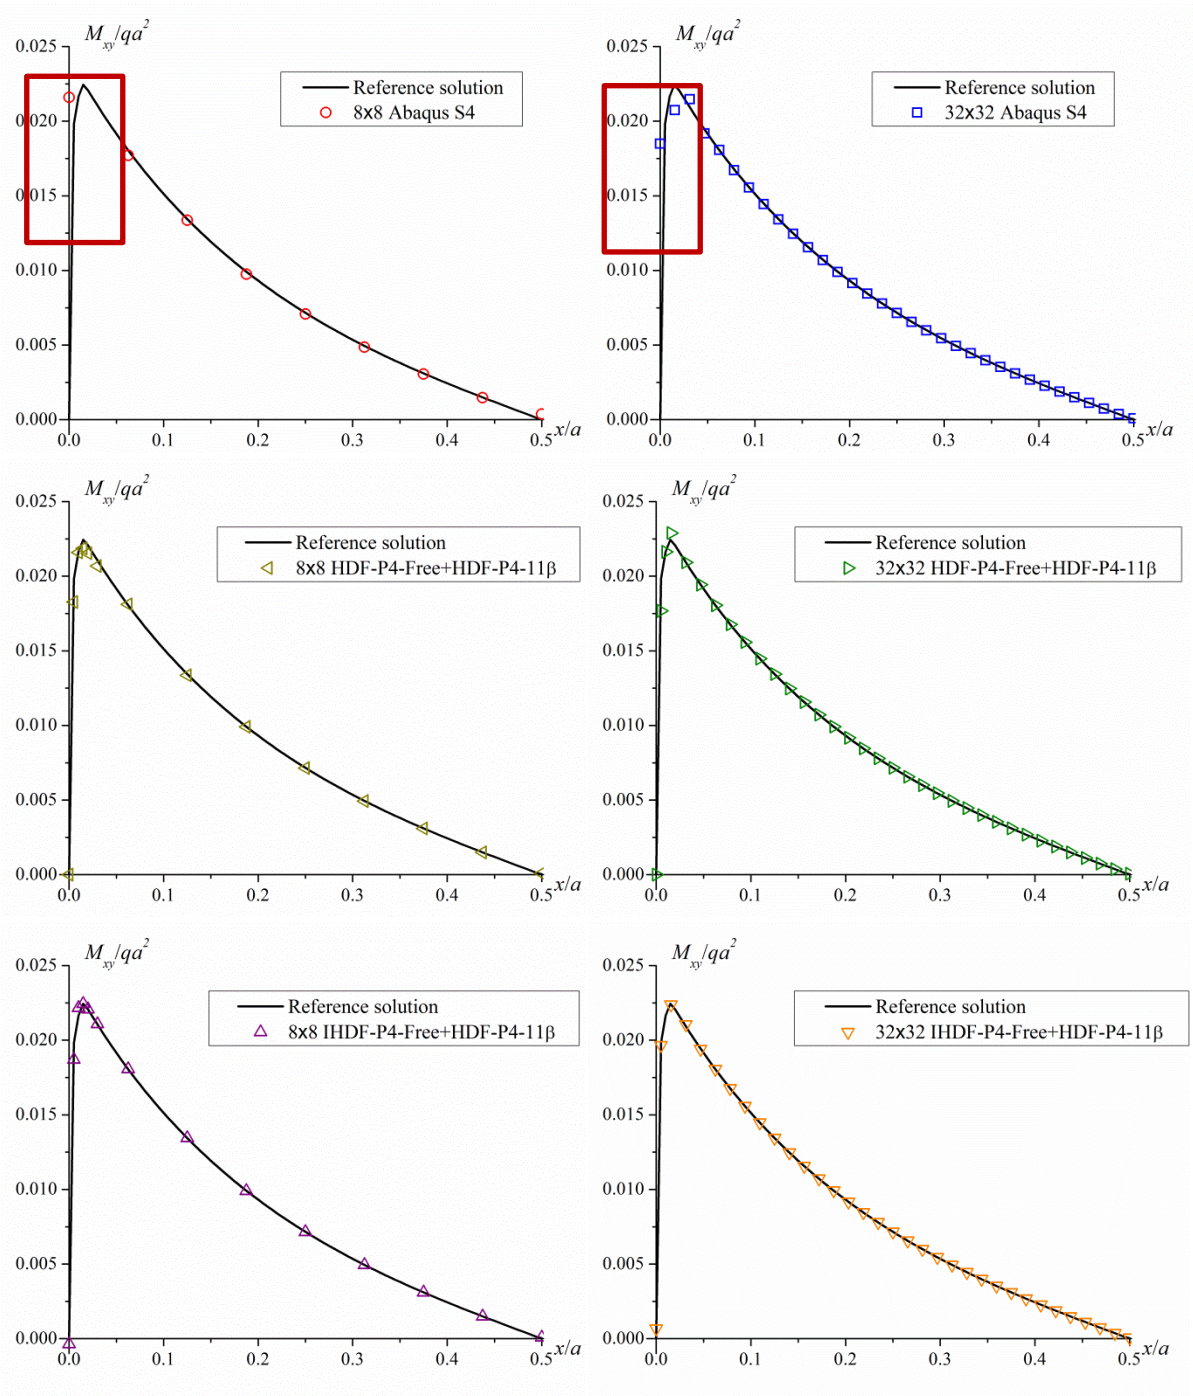 M_xy/qa^2
0.025
0.020
0.015
0.010
0.005
0.000
0.0 0.1 0.2 0.3 0.4 0.5 x/a
Reference solution
8x8 Abaqus S4
M_xy/qa^2
0.025
0.020
0.015
0.010
0.005
0.000
0.0 0.1 0.2 0.3 0.4 0.5 x/a
Reference solution
32x32 Abaqus S4
M_xy/qa^2
0.025
0.020
0.015
0.010
0.005
0.000
0.0 0.1 0.2 0.3 0.4 0.5 x/a
Reference solution
8x8 HDF-P4-Free+HDF-P4-11β
M_xy/qa^2
0.025
0.020
0.015
0.010
0.005
0.000
0.0 0.1 0.2 0.3 0.4 0.5 x/a
Reference solution
32x32 HDF-P4-Free+HDF-P4-11β
M_xy/qa^2
0.025
0.020
0.015
0.010
0.005
0.000
0.0 0.1 0.2 0.3 0.4 0.5 x/a
Reference solution
8x8 IHDF-P4-Free+HDF-P4-11β
M_xy/qa^2
0.025
0.020
0.015
0.010
0.005
0.000
0.0 0.1 0.2 0.3 0.4 0.5 x/a
Reference solution
32x32 IHDF-P4-Free+HDF-P4-11β